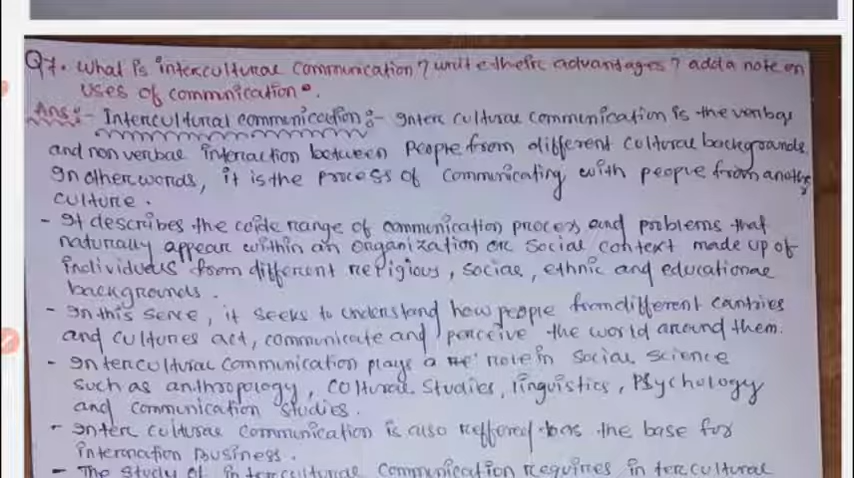 Q7. What is intercultural communication? write their advantages? add a note on
uses of communication.
Ans:- Intercultural communication:- Inter cultural communication is the verbal
and non verbal interaction between people from different cultural backgrounds.
In other words, it is the process of communicating with people from another
culture.
- It describes the wide range of communication process and problems that
naturally appear within an organization or social context made up of
individuals from different religious, social, ethnic and educational
backgrounds.
- In this sense, it seeks to understand how people from different cantries
and cultures act, communicate and perceive the world around them.
- Intercultural communication plays a role in social science
such as anthropology, cultural studies, linguistics, Psychology
and communication studies.
- Inter cultural communication is also reffered as the base for
internation business.
- The study of intercultural communication requires intercultural